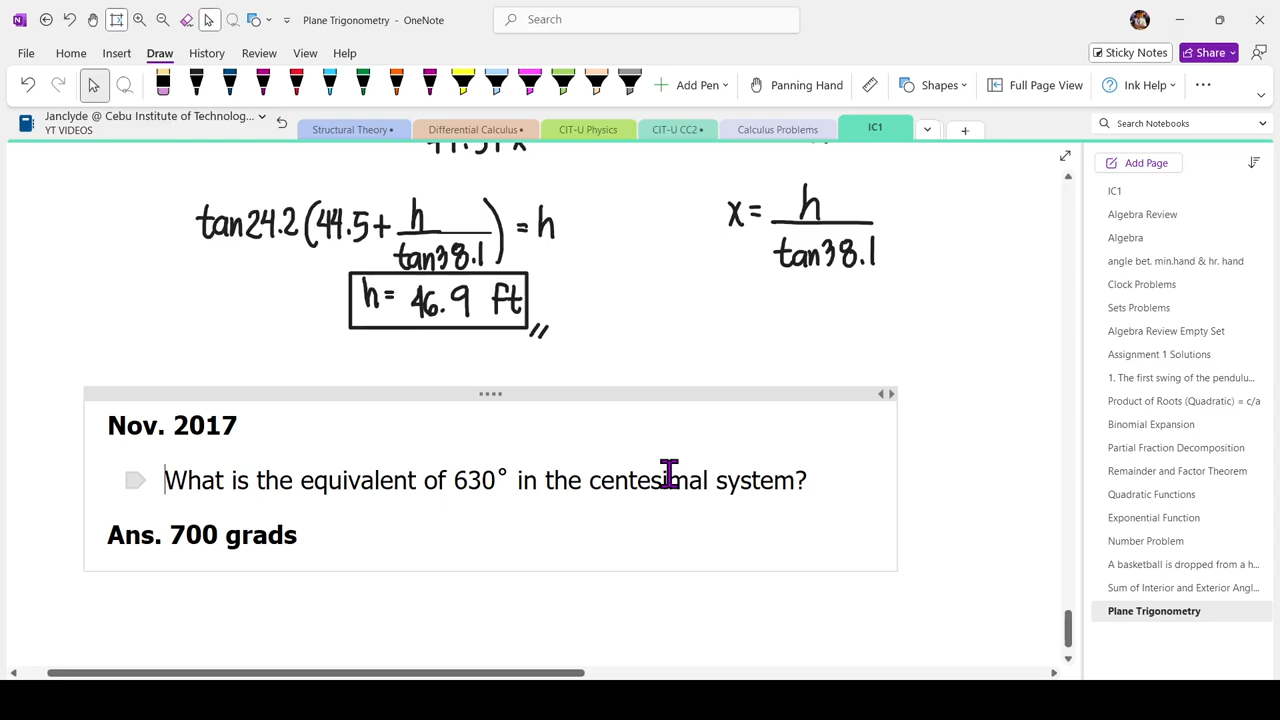 Plane Trigonometry - OneNote
Search
File Home Insert Draw History Review View Help
Sticky Notes
Share
Add Pen
Panning Hand
Shapes
Full Page View
Ink Help
Janclyde @ Cebu Institute of Technolog...
YT VIDEOS
Structural Theory
Differential Calculus
CIT-U Physics
CIT-U CC2
Calculus Problems
IC1
Search Notebooks
tan24.2(44.5+ h/tan38.1) = h
x = h/tan38.1
h = 46.9 ft
Nov. 2017
What is the equivalent of 630° in the centesimal system?
Ans. 700 grads
Add Page
IC1
Algebra Review
Algebra
angle bet. min.hand & hr. hand
Clock Problems
Sets Problems
Algebra Review Empty Set
Assignment 1 Solutions
1. The first swing of the pendulu...
Product of Roots (Quadratic) = c/a
Binomial Expansion
Partial Fraction Decomposition
Remainder and Factor Theorem
Quadratic Functions
Exponential Function
Number Problem
A basketball is dropped from a h...
Sum of Interior and Exterior Angl...
Plane Trigonometry